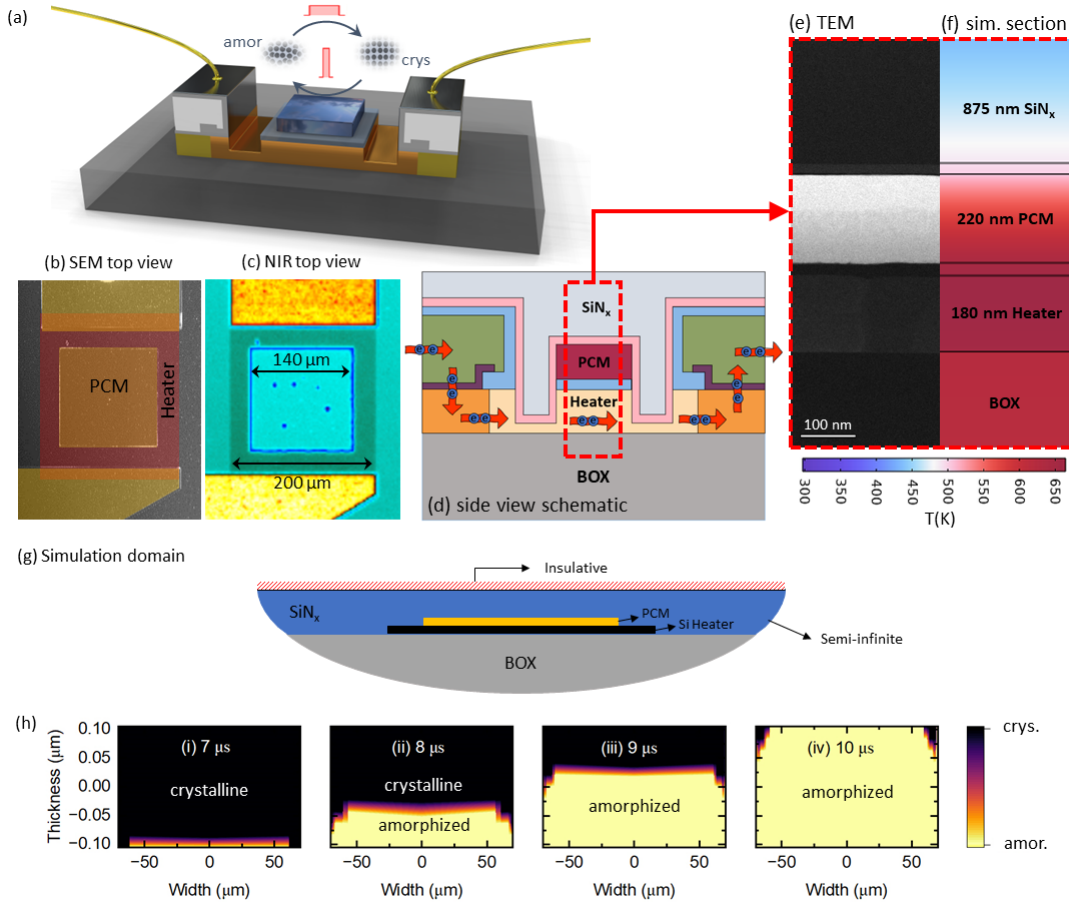 (a)
amor
crys
(b) SEM top view
PCM
Heater
(c) NIR top view
140 μm
200 μm
SiNx
PCM
Heater
e e
e
e
e e
e e
e
e
e e
e e
BOX
(d) side view schematic
(e) TEM
(f) sim. section
875 nm SiNx
220 nm PCM
180 nm Heater
BOX
100 nm
300
350
400
450
500
550
600
650
T(K)
(g) Simulation domain
Insulative
SiNx
PCM
Si Heater
Semi-infinite
BOX
(h)
Thickness (μm)
0.10
0.05
0.00
−0.05
−0.10
(i) 7 μs
crystalline
−50 0 50
Width (μm)
(ii) 8 μs
crystalline
amorphized
−50 0 50
Width (μm)
(iii) 9 μs
amorphized
−50 0 50
Width (μm)
(iv) 10 μs
amorphized
−50 0 50
Width (μm)
crys.
amor.